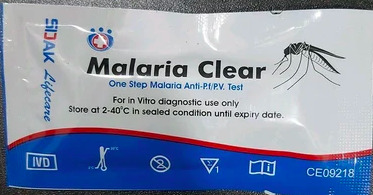 SIDAK Lifecare
Malaria Clear
One Step Malaria Anti-P.f/P.V. Test
For in Vitro diagnostic use only
Store at 2-40°C in sealed condition until expiry date.
IVD
CE09218